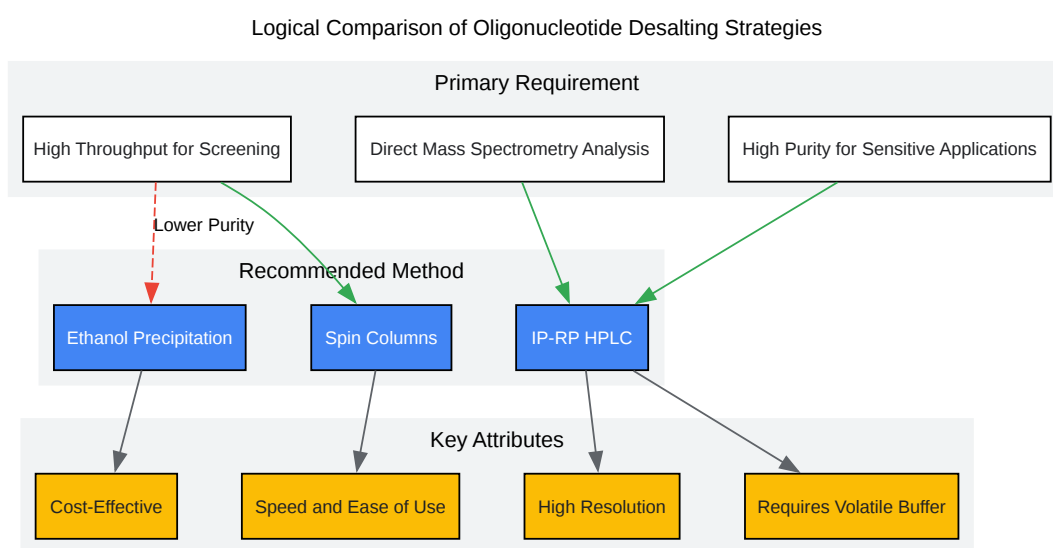 Logical Comparison of Oligonucleotide Desalting Strategies
Primary Requirement
High Throughput for Screening
Direct Mass Spectrometry Analysis
High Purity for Sensitive Applications
Lower Purity
Recommended Method
Ethanol Precipitation
Spin Columns
IP-RP HPLC
Key Attributes
Cost-Effective
Speed and Ease of Use
High Resolution
Requires Volatile Buffer